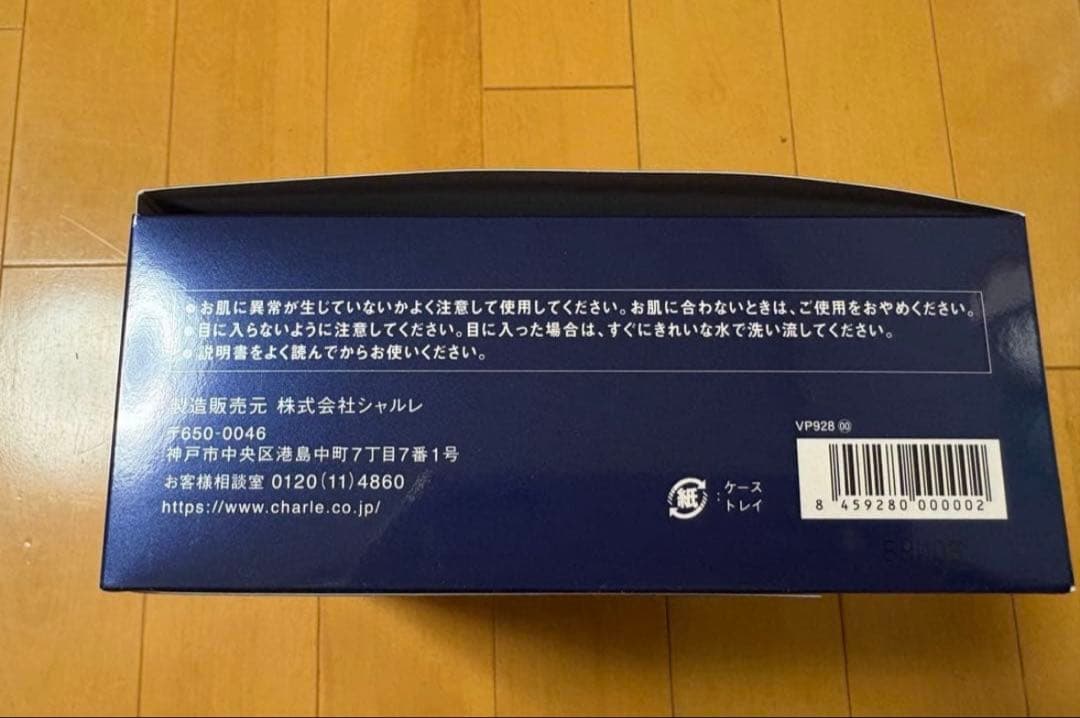 ● お肌に異常が生じていないかよく注意して使用してください。お肌に合わないときは、ご使用をおやめください。
● 目に入らないように注意してください。目に入った場合は、すぐにきれいな水で洗い流してください。
● 説明書をよく読んでからお使いください。
製造販売元 株式会社シャルレ
〒650-0046
神戸市中央区港島中町7丁目7番1号
お客様相談室 0120(11)4860
https://www.charle.co.jp/
紙 : ケース
トレイ
VP928 00
8 459280 000002